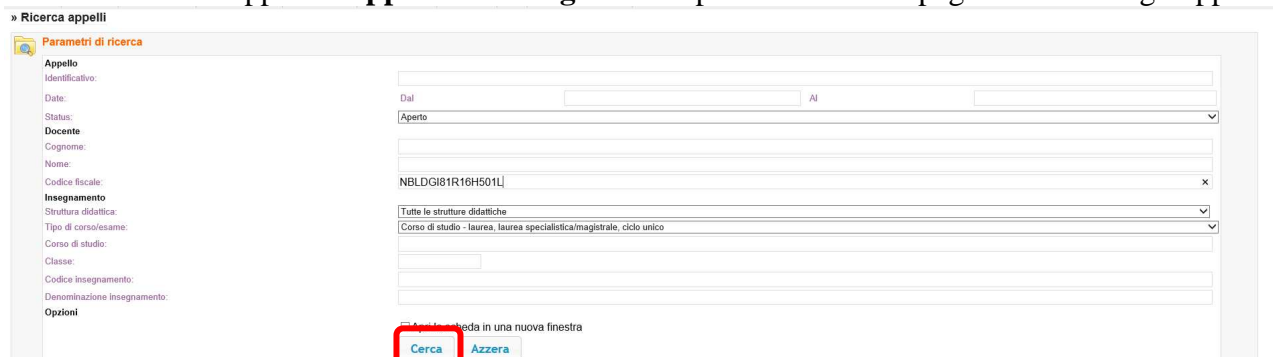 » Ricerca appelli
Parametri di ricerca
Appello
Identificativo:
Date: Dal Al
Status: Aperto
Docente
Cognome:
Nome:
Codice fiscale: NBLDGI81R16H501L ×
Insegnamento
Struttura didattica: Tutte le strutture didattiche
Tipo di corso/esame: Corso di studio - laurea, laurea specialistica/magistrale, ciclo unico
Corso di studio:
Classe:
Codice insegnamento:
Denominazione insegnamento:
Opzioni
Apri la scheda in una nuova finestra
Cerca Azzera